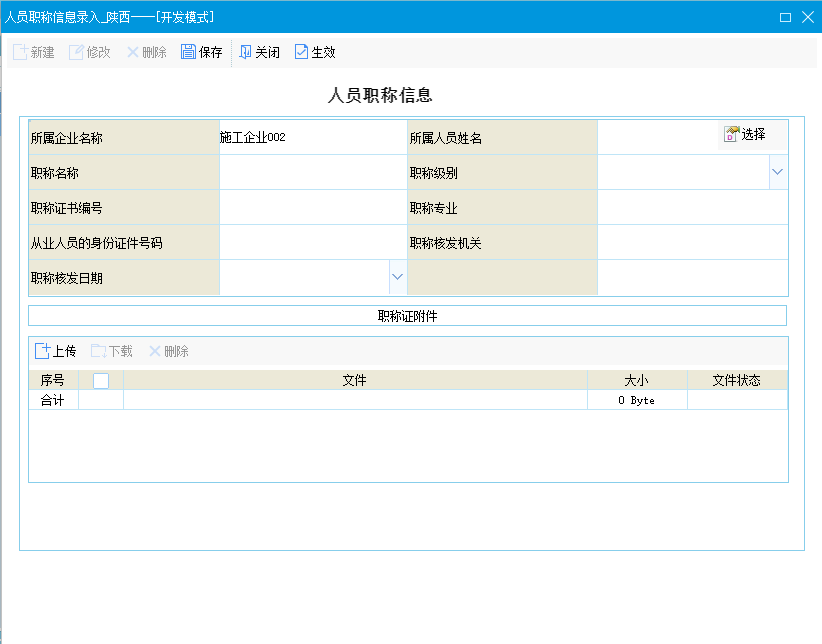 人员职称信息录入_陕西——[开发模式]
新建 修改 删除 保存 关闭 生效
人员职称信息
所属企业名称 施工企业002 所属人员姓名 选择
职称名称 职称级别
职称证书编号 职称专业
从业人员的身份证件号码 职称核发机关
职称核发日期
职称证附件
上传 下载 删除
序号 文件 大小 文件状态
合计 0 Byte